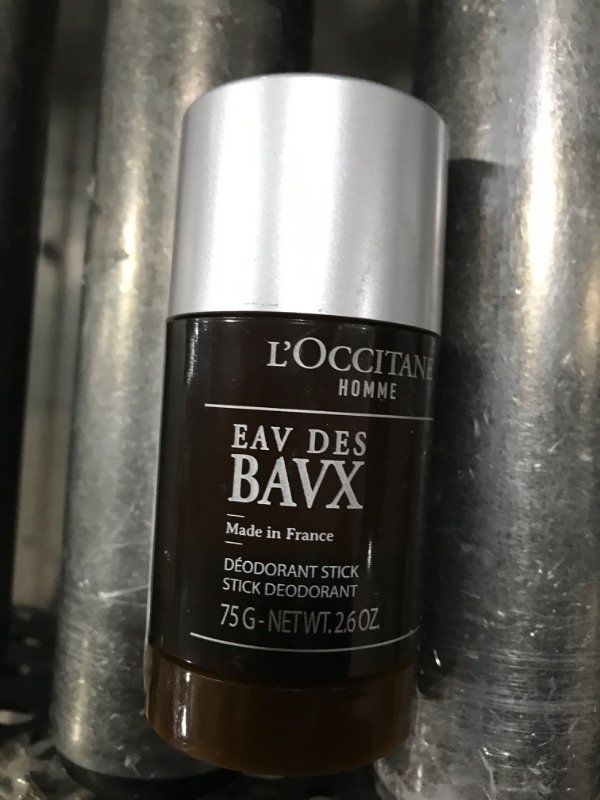 L'OCCITANE
HOMME
EAV DES
BAVX
Made in France
DÉODORANT STICK
STICK DEODORANT
75 G - NET WT. 2.6 OZ.